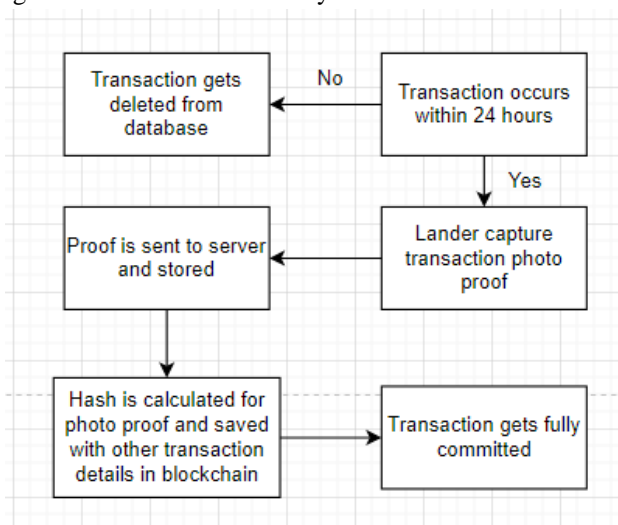 Transaction gets
deleted from
database
No
Transaction occurs
within 24 hours
Yes
Proof is sent to server
and stored
Lander capture
transaction photo
proof
Hash is calculated for
photo proof and saved
with other transaction
details in blockchain
Transaction gets fully
committed